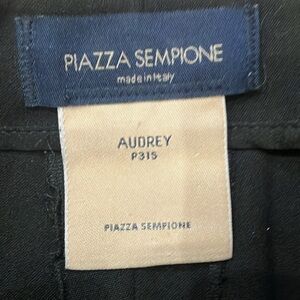 PIAZZA SEMPIONE
made in Italy
AUDREY
P315
PIAZZA SEMPIONE